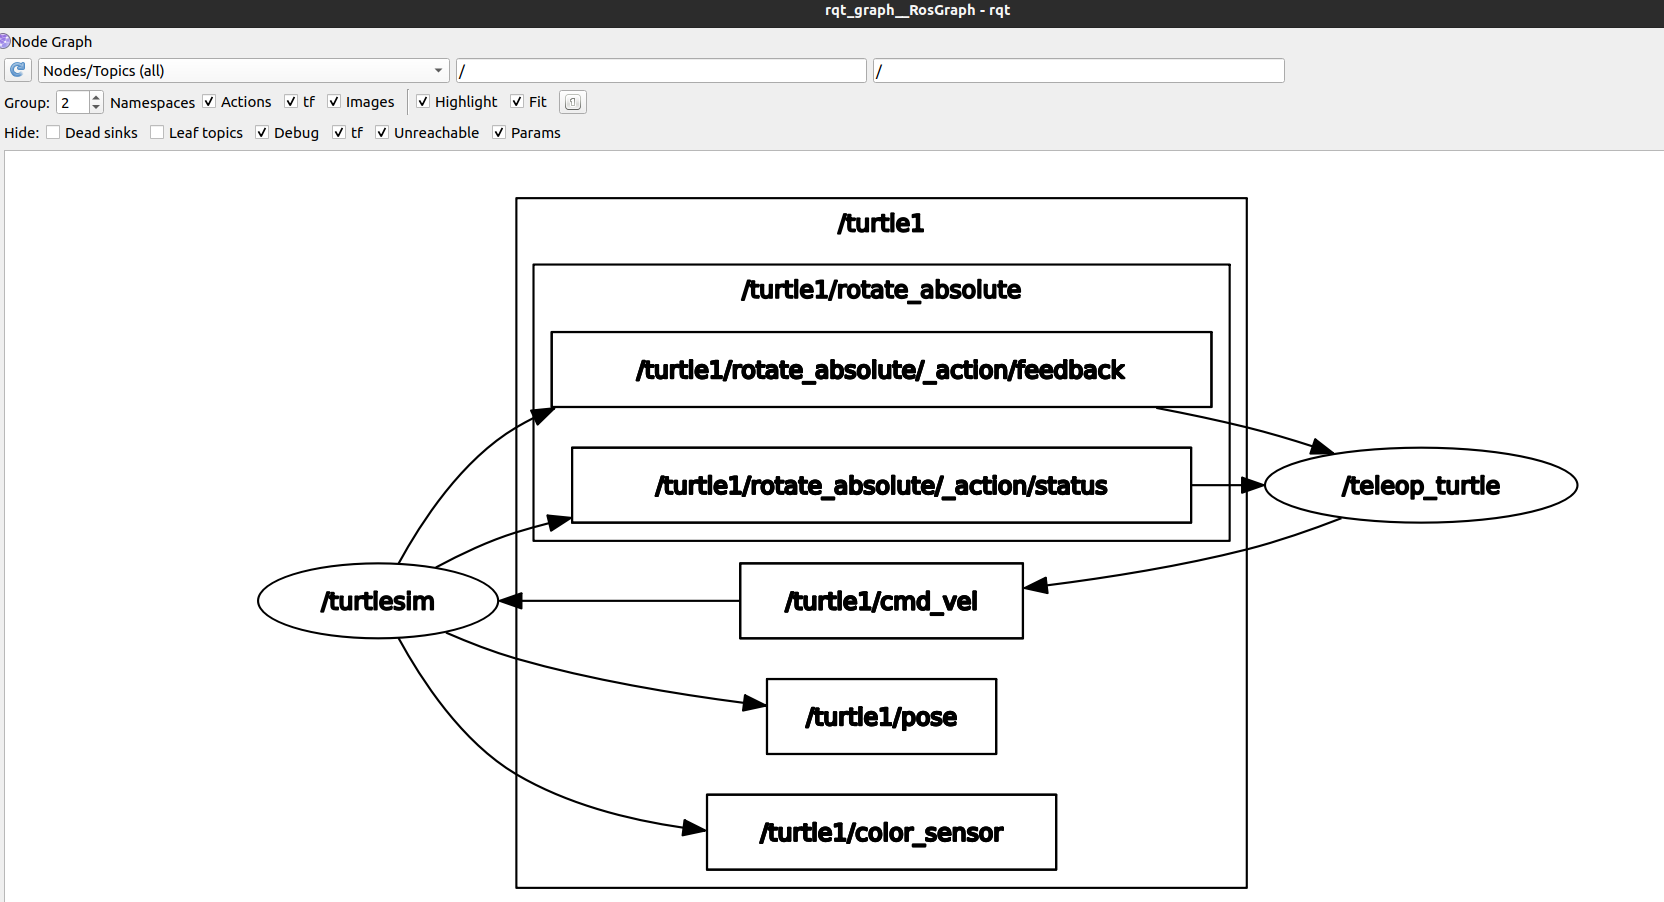 rqt_graph__RosGraph - rqt
Node Graph
Nodes/Topics (all) / /
Group: 2 Namespaces Actions tf Images Highlight Fit
Hide: Dead sinks Leaf topics Debug tf Unreachable Params
/turtle1
/turtle1/rotate_absolute
/turtle1/rotate_absolute/_action/feedback
/turtle1/rotate_absolute/_action/status
/teleop_turtle
/turtlesim
/turtle1/cmd_vel
/turtle1/pose
/turtle1/color_sensor